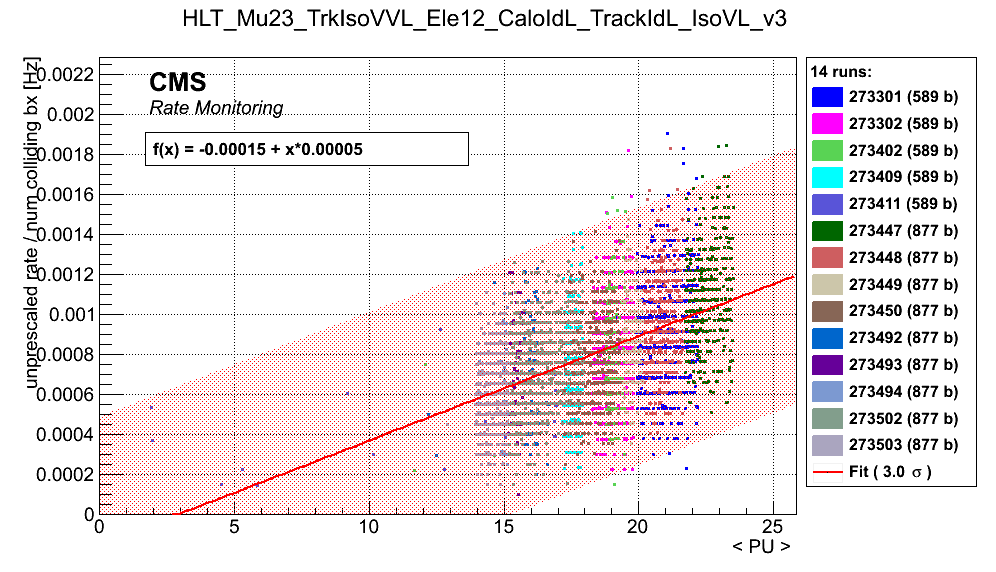 HLT_Mu23_TrkIsoVVL_Ele12_CaloIdL_TrackIdL_IsoVL_v3
unprescaled rate / num colliding bx [Hz]
CMS
Rate Monitoring
f(x) = -0.00015 + x*0.00005
0.0022
0.002
0.0018
0.0016
0.0014
0.0012
0.001
0.0008
0.0006
0.0004
0.0002
0
0 5 10 15 20 25
< PU >
14 runs:
273301 (589 b)
273302 (589 b)
273402 (589 b)
273409 (589 b)
273411 (589 b)
273447 (877 b)
273448 (877 b)
273449 (877 b)
273450 (877 b)
273492 (877 b)
273493 (877 b)
273494 (877 b)
273502 (877 b)
273503 (877 b)
Fit ( 3.0 σ )